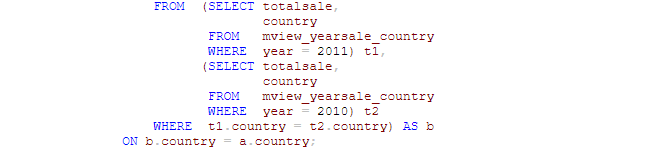 FROM (SELECT totalsale,
country
FROM mview_yearsale_country
WHERE year = 2011) t1,
(SELECT totalsale,
country
FROM mview_yearsale_country
WHERE year = 2010) t2
WHERE t1.country = t2.country) AS b
ON b.country = a.country;